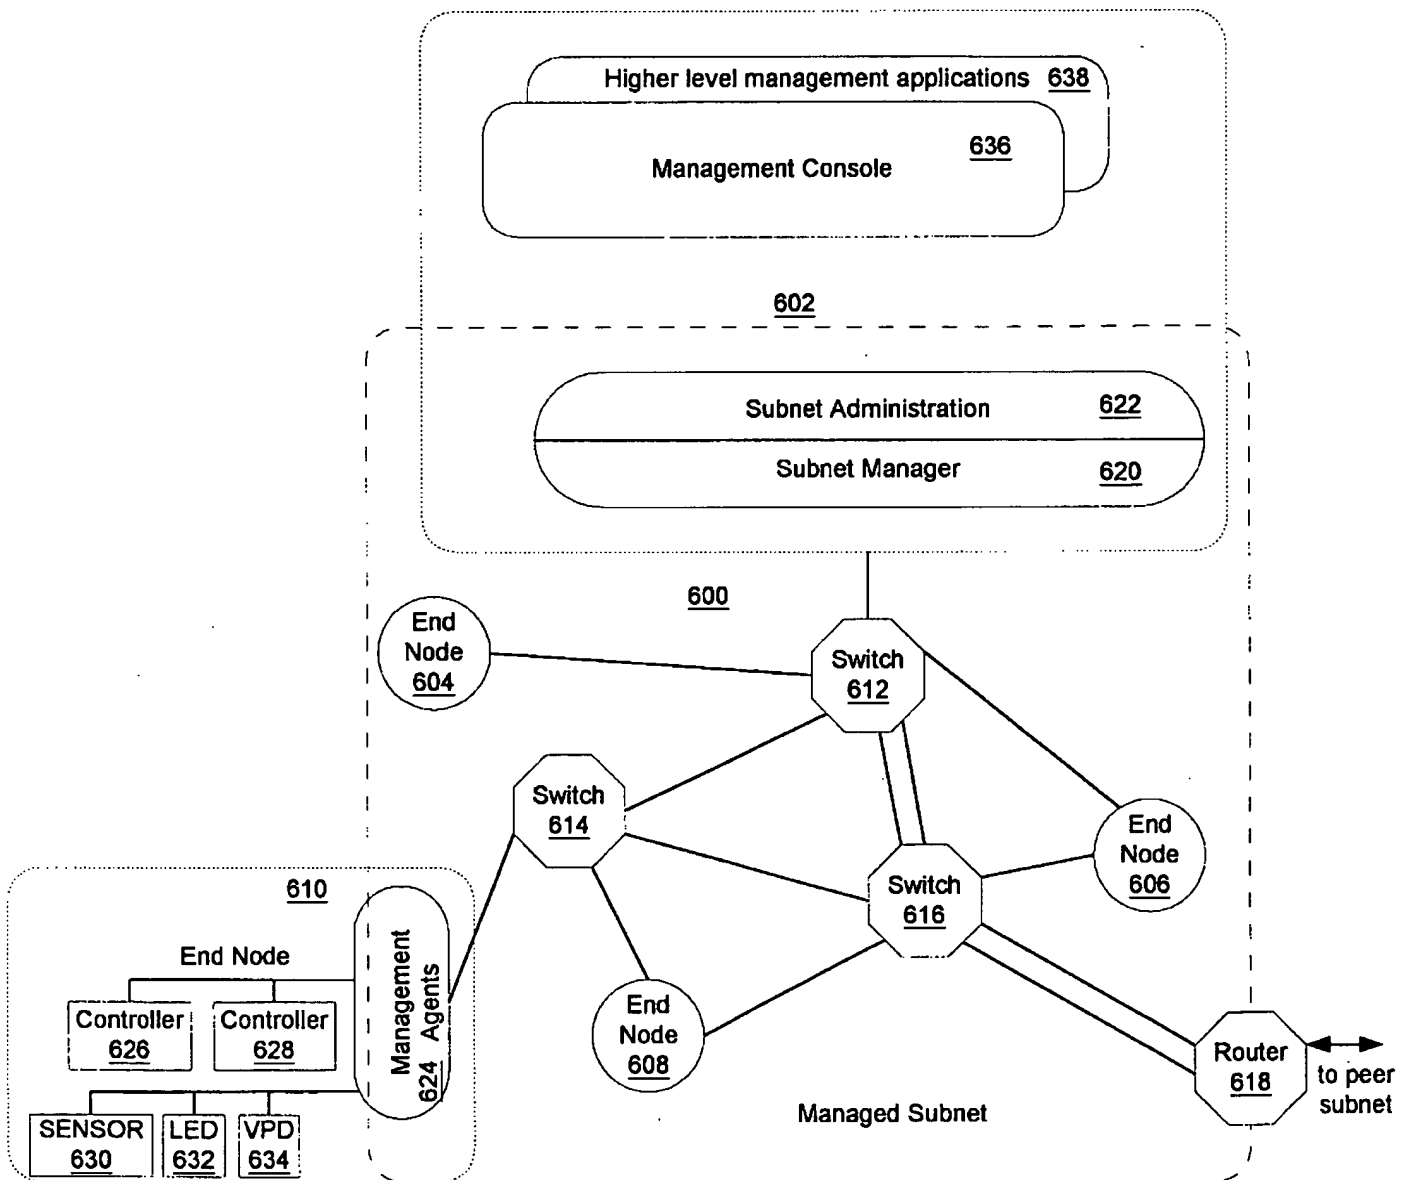 Higher level management applications 638
636
Management Console
602
Subnet Administration 622
Subnet Manager 620
600
End
Node
604
Switch
612
Switch
614
End
Node
606
Switch
616
610
End Node
Management
Agents
624
Controller
626
Controller
628
End
Node
608
Router
618
to peer
subnet
Managed Subnet
SENSOR
630
LED
632
VPD
634